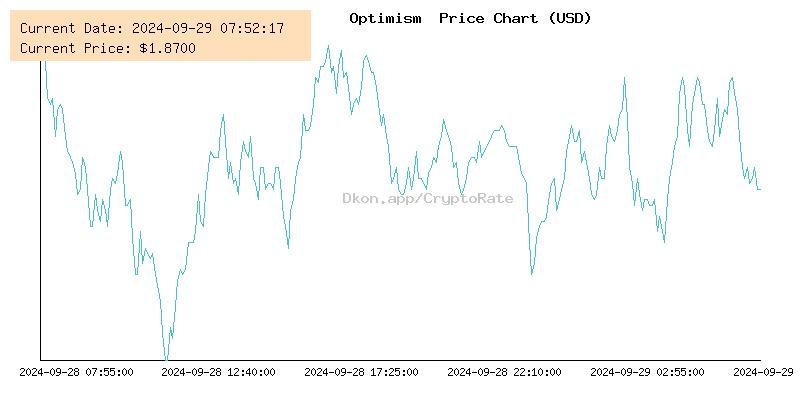 Optimism  Price Chart (USD)
Current Date: 2024-09-29 07:52:17
Current Price: $1.8700
Dkon.app/CryptoRate
2024-09-28 07:55:00 2024-09-28 12:40:00 2024-09-28 17:25:00 2024-09-28 22:10:00 2024-09-29 02:55:00 2024-09-29